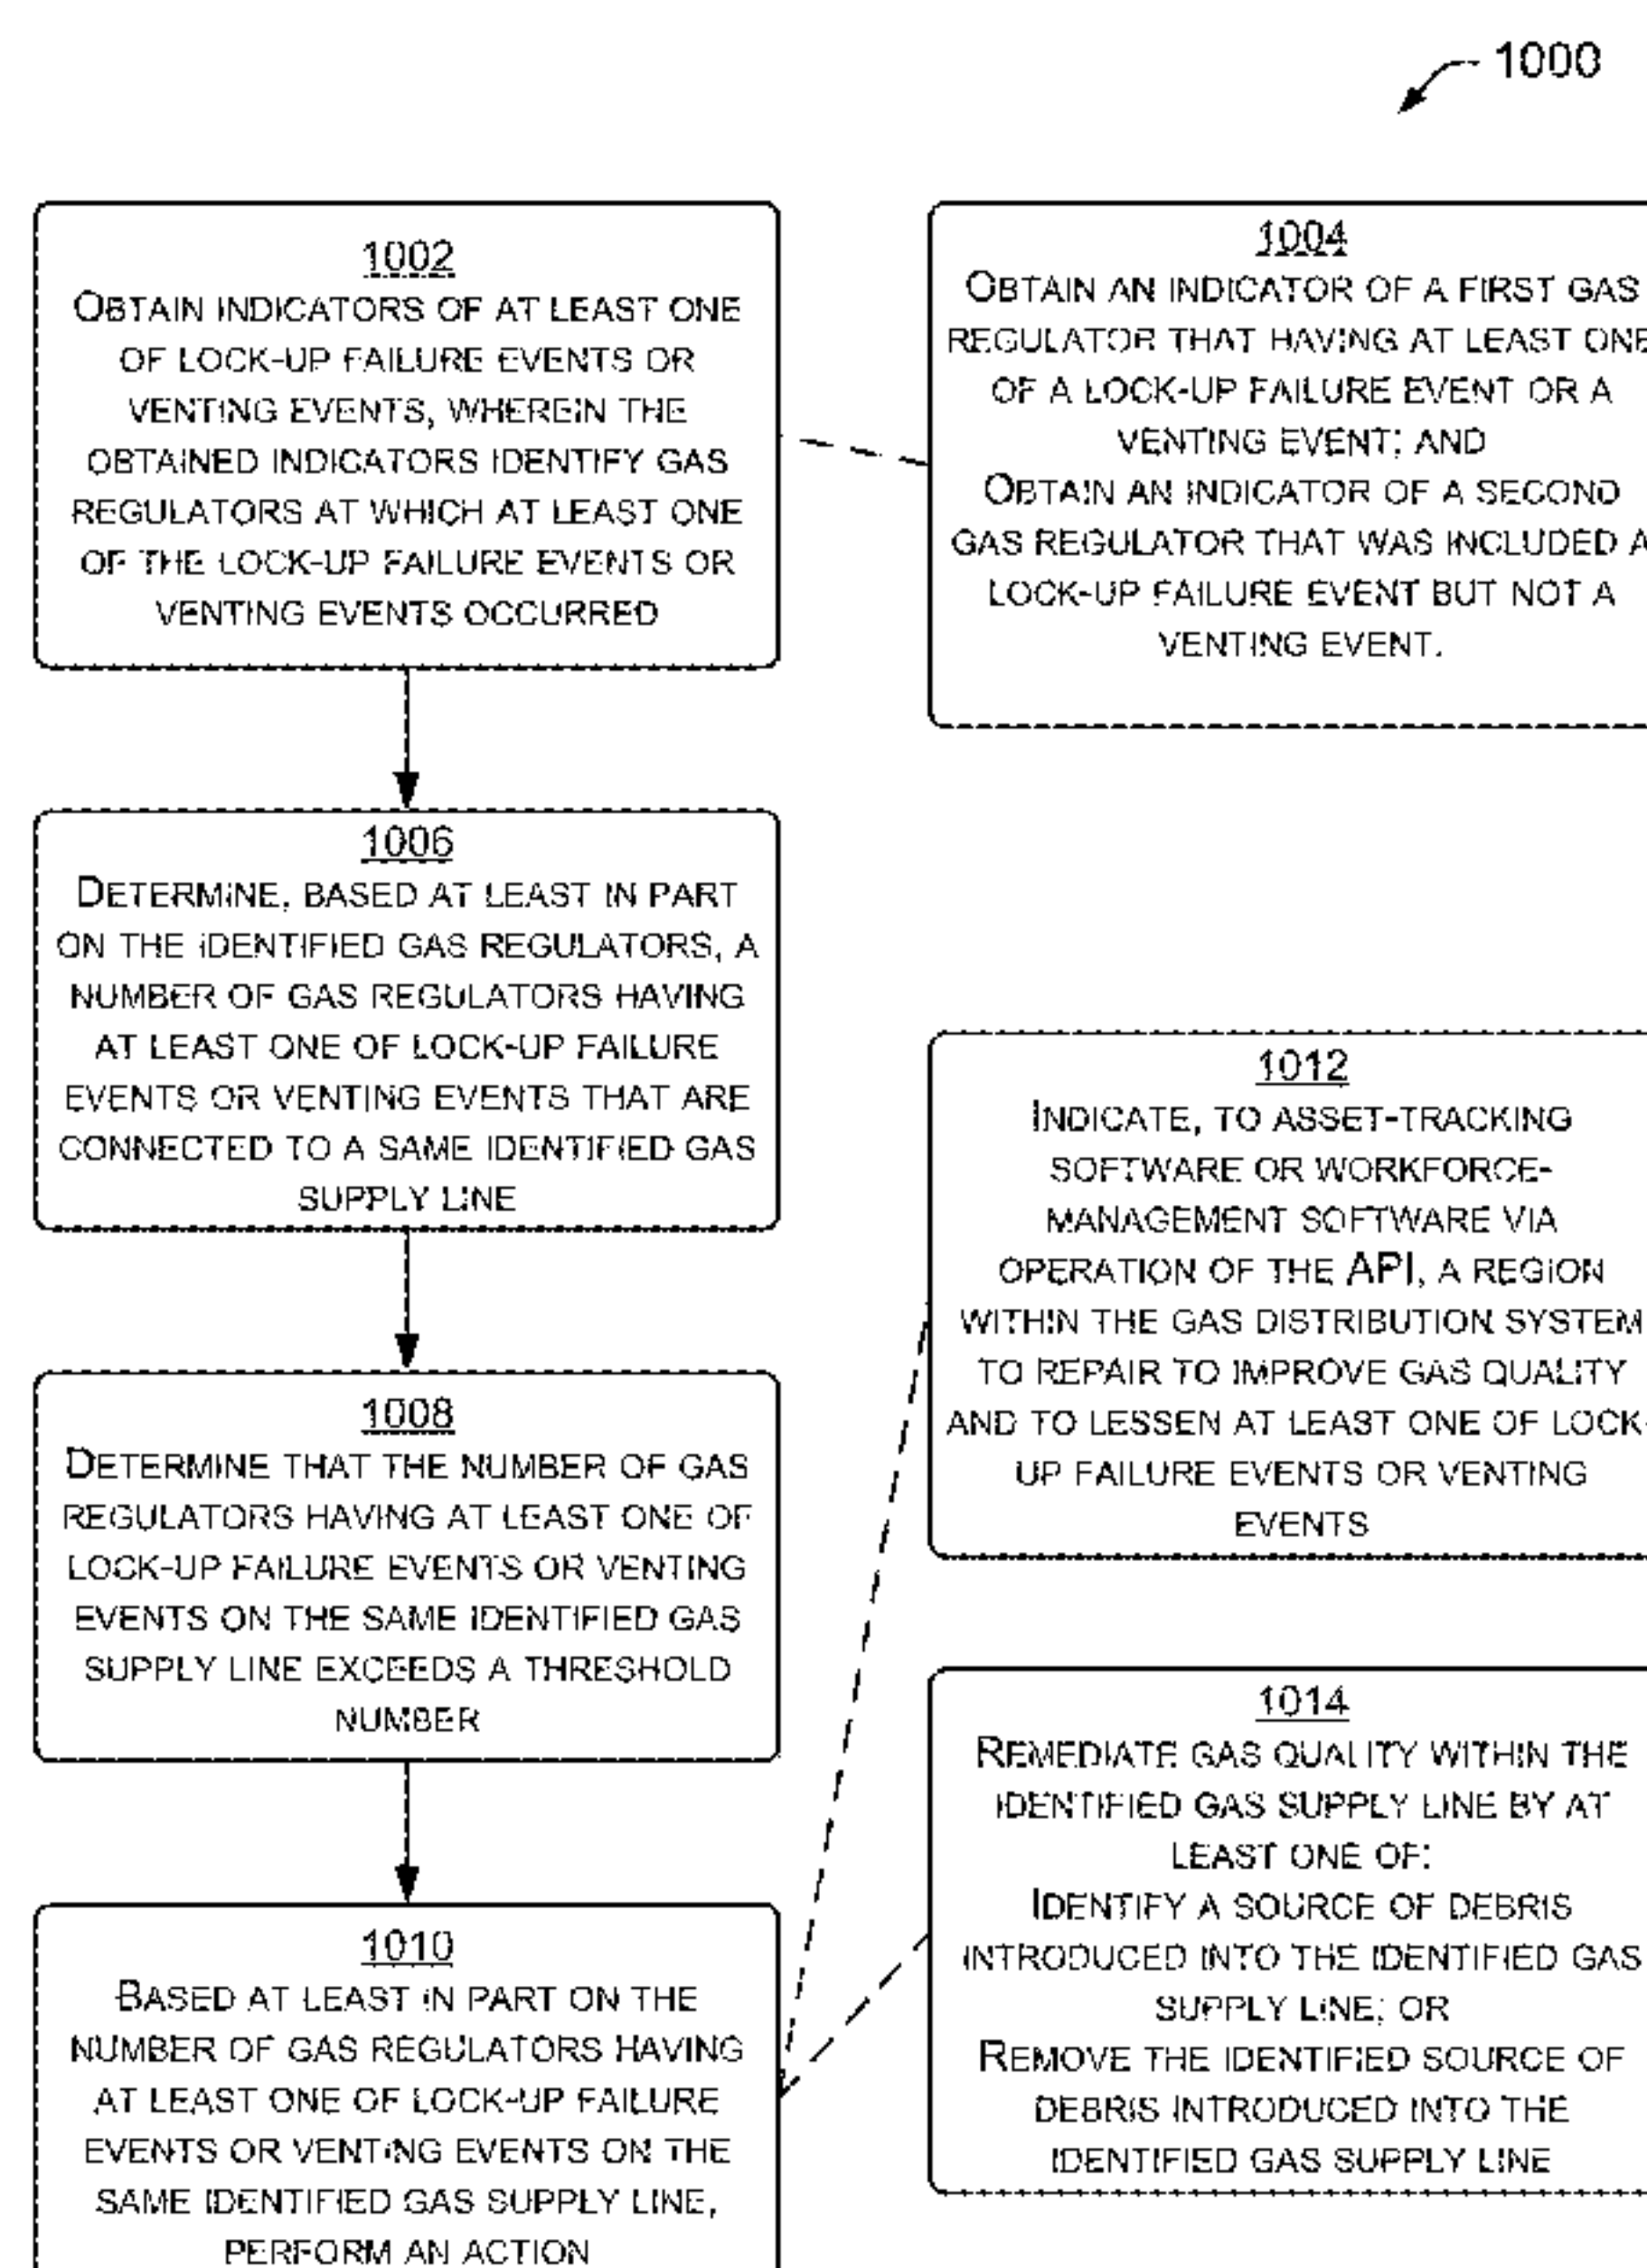 1000
1002
OBTAIN INDICATORS OF AT LEAST ONE
OF LOCK-UP FAILURE EVENTS OR
VENTING EVENTS, WHEREIN THE
OBTAINED INDICATORS IDENTIFY GAS
REGULATORS AT WHICH AT LEAST ONE
OF THE LOCK-UP FAILURE EVENTS OR
VENTING EVENTS OCCURRED
1004
OBTAIN AN INDICATOR OF A FIRST GAS
REGULATOR THAT HAVING AT LEAST ONE
OF A LOCK-UP FAILURE EVENT OR A
VENTING EVENT; AND
OBTAIN AN INDICATOR OF A SECOND
GAS REGULATOR THAT WAS INCLUDED A
LOCK-UP FAILURE EVENT BUT NOT A
VENTING EVENT.
1006
DETERMINE, BASED AT LEAST IN PART
ON THE IDENTIFIED GAS REGULATORS, A
NUMBER OF GAS REGULATORS HAVING
AT LEAST ONE OF LOCK-UP FAILURE
EVENTS OR VENTING EVENTS THAT ARE
CONNECTED TO A SAME IDENTIFIED GAS
SUPPLY LINE
1008
DETERMINE THAT THE NUMBER OF GAS
REGULATORS HAVING AT LEAST ONE OF
LOCK-UP FAILURE EVENTS OR VENTING
EVENTS ON THE SAME IDENTIFIED GAS
SUPPLY LINE EXCEEDS A THRESHOLD
NUMBER
1010
BASED AT LEAST IN PART ON THE
NUMBER OF GAS REGULATORS HAVING
AT LEAST ONE OF LOCK-UP FAILURE
EVENTS OR VENTING EVENTS ON THE
SAME IDENTIFIED GAS SUPPLY LINE,
PERFORM AN ACTION
1012
INDICATE, TO ASSET-TRACKING
SOFTWARE OR WORKFORCE-
MANAGEMENT SOFTWARE VIA
OPERATION OF THE API, A REGION
WITHIN THE GAS DISTRIBUTION SYSTEM
TO REPAIR TO IMPROVE GAS QUALITY
AND TO LESSEN AT LEAST ONE OF LOCK-
UP FAILURE EVENTS OR VENTING
EVENTS
1014
REMEDIATE GAS QUALITY WITHIN THE
IDENTIFIED GAS SUPPLY LINE BY AT
LEAST ONE OF:
IDENTIFY A SOURCE OF DEBRIS
INTRODUCED INTO THE IDENTIFIED GAS
SUPPLY LINE; OR
REMOVE THE IDENTIFIED SOURCE OF
DEBRIS INTRODUCED INTO THE
IDENTIFIED GAS SUPPLY LINE